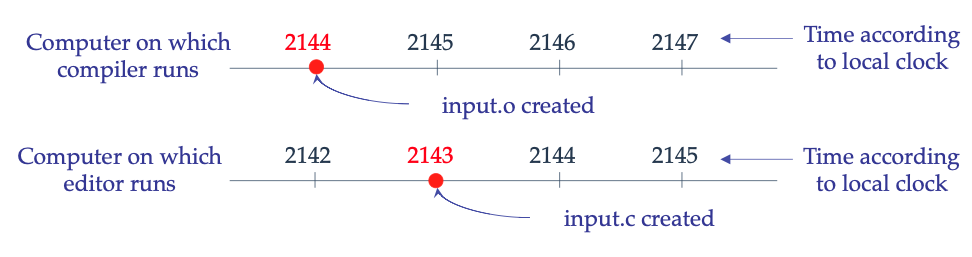 Computer on which
compiler runs
2144 2145 2146 2147
Time according
to local clock
input.o created
Computer on which
editor runs
2142 2143 2144 2145
Time according
to local clock
input.c created